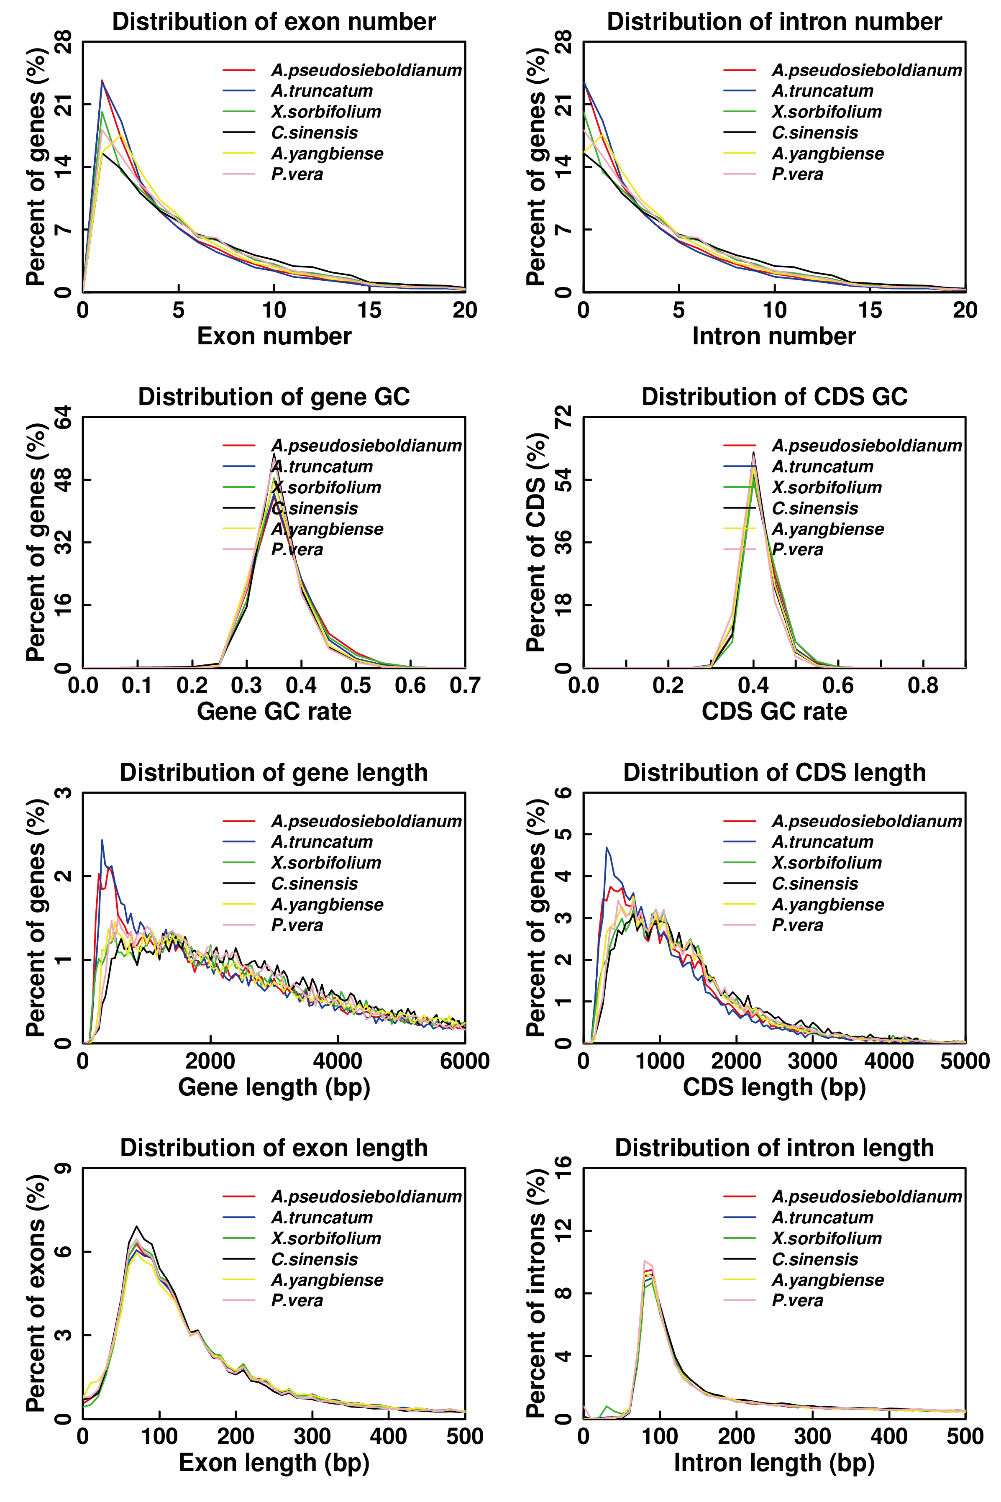 Distribution of exon number
Percent of genes (%)
0 7 14 21 28
A.pseudosieboldianum
A.truncatum
X.sorbifolium
C.sinensis
A.yangbiense
P.vera
0 5 10 15 20
Exon number
Distribution of intron number
Percent of genes (%)
0 7 14 21 28
A.pseudosieboldianum
A.truncatum
X.sorbifolium
C.sinensis
A.yangbiense
P.vera
0 5 10 15 20
Intron number
Distribution of gene GC
Percent of genes (%)
0 16 32 48 64
A.pseudosieboldianum
A.truncatum
X.sorbifolium
C.sinensis
A.yangbiense
P.vera
0.0 0.1 0.2 0.3 0.4 0.5 0.6 0.7
Gene GC rate
Distribution of CDS GC
Percent of CDS (%)
0 18 36 54 72
A.pseudosieboldianum
A.truncatum
X.sorbifolium
C.sinensis
A.yangbiense
P.vera
0.0 0.2 0.4 0.6 0.8
CDS GC rate
Distribution of gene length
Percent of genes (%)
0 1 2 3
A.pseudosieboldianum
A.truncatum
X.sorbifolium
C.sinensis
A.yangbiense
P.vera
0 2000 4000 6000
Gene length (bp)
Distribution of CDS length
Percent of genes (%)
0 1 2 3 4 5 6
A.pseudosieboldianum
A.truncatum
X.sorbifolium
C.sinensis
A.yangbiense
P.vera
0 1000 2000 3000 4000 5000
CDS length (bp)
Distribution of exon length
Percent of exons (%)
0 3 6 9
A.pseudosieboldianum
A.truncatum
X.sorbifolium
C.sinensis
A.yangbiense
P.vera
0 100 200 300 400 500
Exon length (bp)
Distribution of intron length
Percent of introns (%)
0 4 8 12 16
A.pseudosieboldianum
A.truncatum
X.sorbifolium
C.sinensis
A.yangbiense
P.vera
0 100 200 300 400 500
Intron length (bp)